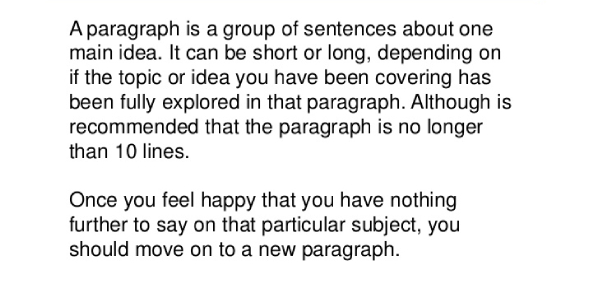 A paragraph is a group of sentences about one
main idea. It can be short or long, depending on
if the topic or idea you have been covering has
been fully explored in that paragraph. Although is
recommended that the paragraph is no longer
than 10 lines.
Once you feel happy that you have nothing
further to say on that particular subject, you
should move on to a new paragraph.